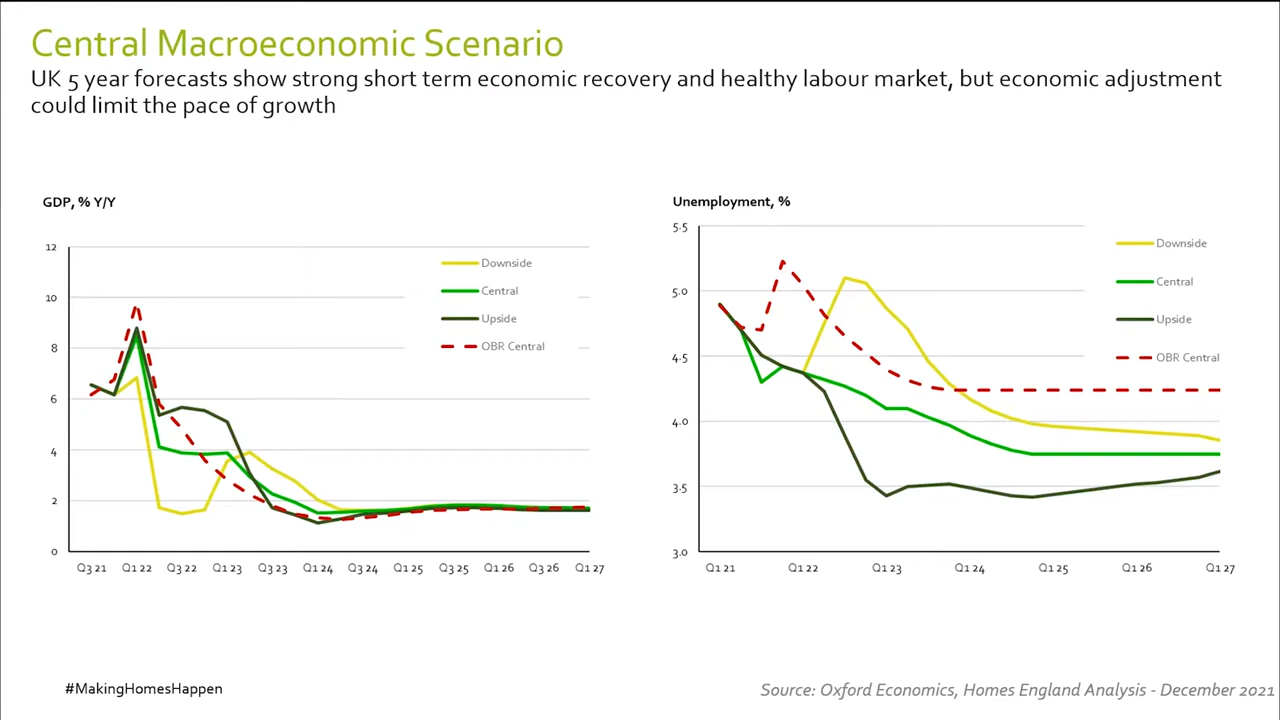 Central Macroeconomic Scenario
UK 5 year forecasts show strong short term economic recovery and healthy labour market, but economic adjustment
could limit the pace of growth
GDP, % Y/Y
12
10
8
6
4
2
0
Downside
Central
Upside
OBR Central
Q3 21 Q1 22 Q3 22 Q1 23 Q3 23 Q1 24 Q3 24 Q1 25 Q3 25 Q1 26 Q3 26 Q1 27
Unemployment, %
5.5
5.0
4.5
4.0
3.5
3.0
Downside
Central
Upside
OBR Central
Q1 21 Q1 22 Q1 23 Q1 24 Q1 25 Q1 26 Q1 27
#MakingHomesHappen
Source: Oxford Economics, Homes England Analysis - December 2021